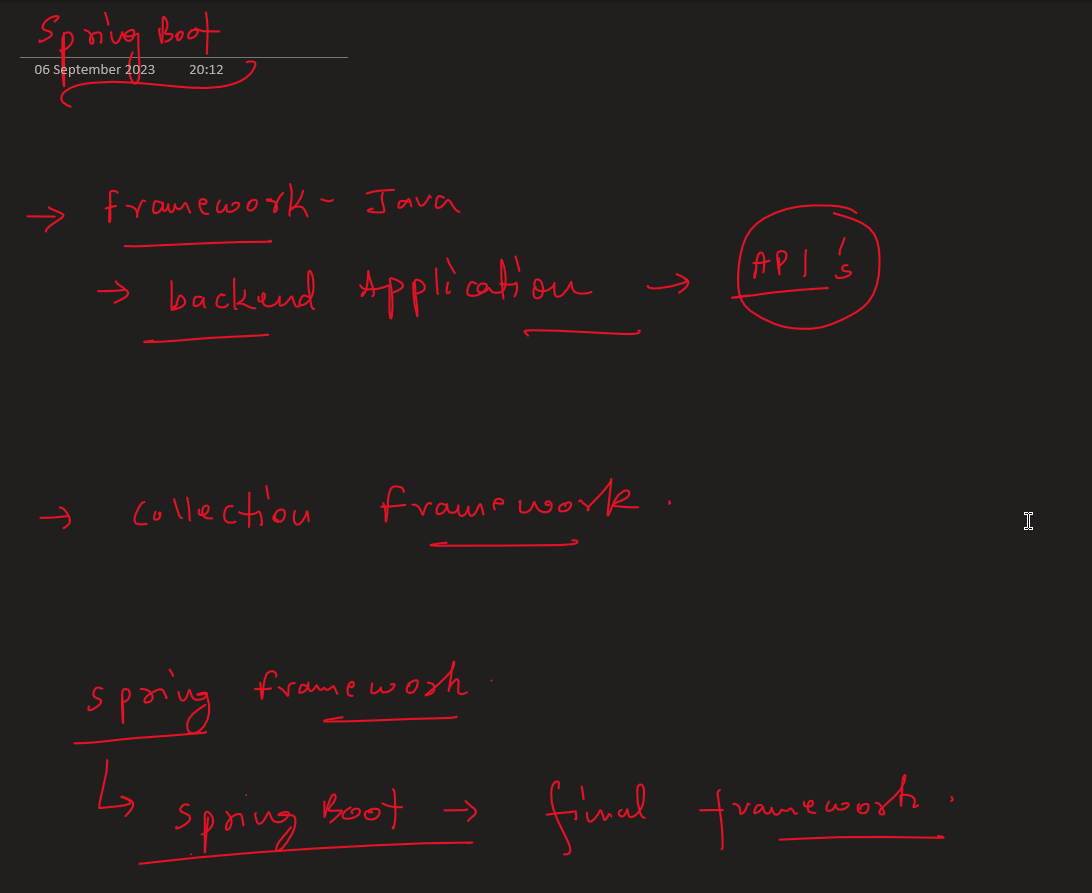 Spring Boot
06 September 2023 20:12
→ framework - Java
→ backend Application → API's
→ Collection framework.
spring framework.
↳ spring Boot → final framework.